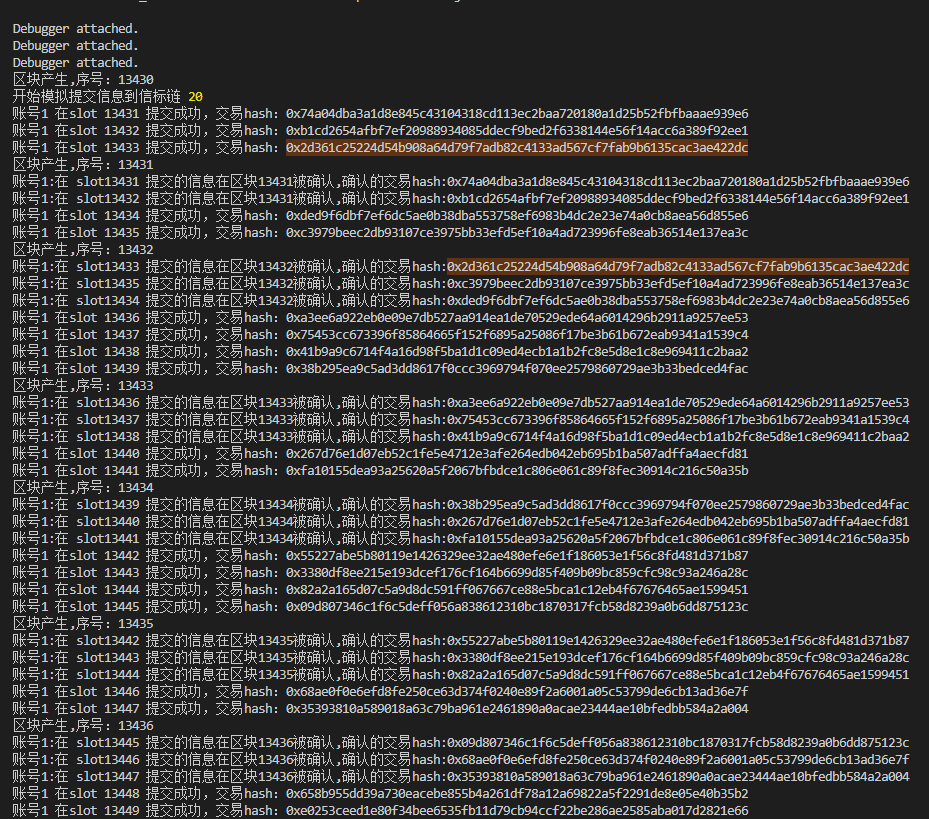 Debugger attached.
Debugger attached.
Debugger attached.
区块产生,序号: 13430
开始模拟提交信息到信标链 20
账号1 在slot 13431 提交成功, 交易hash: 0x74a04dba3a1d8e845c43104318cd113ec2baa720180a1d25b52fbfbaaae939e6
账号1 在slot 13432 提交成功, 交易hash: 0xb1cd2654afbf7ef20988934085ddecf9bed2f6338144e56f14acc6a389f92ee1
账号1 在slot 13433 提交成功, 交易hash: 0x2d361c25224d54b908a64d79f7adb82c4133ad567cf7fab9b6135cac3ae422dc
区块产生,序号: 13431
账号1:在 slot13431 提交的信息在区块13431被确认,确认的交易hash:0x74a04dba3a1d8e845c43104318cd113ec2baa720180a1d25b52fbfbaaae939e6
账号1:在 slot13432 提交的信息在区块13431被确认,确认的交易hash:0xb1cd2654afbf7ef20988934085ddecf9bed2f6338144e56f14acc6a389f92ee1
账号1 在slot 13434 提交成功, 交易hash: 0xded9f6dbf7ef6dc5ae0b38dba553758ef6983b4dc2e23e74a0cb8aea56d855e6
账号1 在slot 13435 提交成功, 交易hash: 0xc3979beec2db93107ce3975bb33efd5ef10a4ad723996fe8eab36514e137ea3c
区块产生,序号: 13432
账号1:在 slot13433 提交的信息在区块13432被确认,确认的交易hash:0x2d361c25224d54b908a64d79f7adb82c4133ad567cf7fab9b6135cac3ae422dc
账号1:在 slot13435 提交的信息在区块13432被确认,确认的交易hash:0xc3979beec2db93107ce3975bb33efd5ef10a4ad723996fe8eab36514e137ea3c
账号1:在 slot13434 提交的信息在区块13432被确认,确认的交易hash:0xded9f6dbf7ef6dc5ae0b38dba553758ef6983b4dc2e23e74a0cb8aea56d855e6
账号1 在slot 13436 提交成功, 交易hash: 0xa3ee6a922eb0e09e7db527aa914ea1de70529ede64a6014296b2911a9257ee53
账号1 在slot 13437 提交成功, 交易hash: 0x75453cc673396f85864665f152f6895a25086f17be3b61b672eab9341a1539c4
账号1 在slot 13438 提交成功, 交易hash: 0x41b9a9c6714f4a16d98f5ba1d1c09ed4ecb1a1b2fc8e5d8e1c8e969411c2baa2
账号1 在slot 13439 提交成功, 交易hash: 0x38b295ea9c5ad3dd8617f0ccc3969794f070ee2579860729ae3b33bedced4fac
区块产生,序号: 13433
账号1:在 slot13436 提交的信息在区块13433被确认,确认的交易hash:0xa3ee6a922eb0e09e7db527aa914ea1de70529ede64a6014296b2911a9257ee53
账号1:在 slot13437 提交的信息在区块13433被确认,确认的交易hash:0x75453cc673396f85864665f152f6895a25086f17be3b61b672eab9341a1539c4
账号1:在 slot13438 提交的信息在区块13433被确认,确认的交易hash:0x41b9a9c6714f4a16d98f5ba1d1c09ed4ecb1a1b2fc8e5d8e1c8e969411c2baa2
账号1 在slot 13440 提交成功, 交易hash: 0x267d76e1d07eb52c1fe5e4712e3afe264edb042eb695b1ba507adffa4aecfd81
账号1 在slot 13441 提交成功, 交易hash: 0xfa10155dea93a25620a5f2067bfbdce1c806e061c89f8fec30914c216c50a35b
区块产生,序号: 13434
账号1:在 slot13439 提交的信息在区块13434被确认,确认的交易hash:0x38b295ea9c5ad3dd8617f0ccc3969794f070ee2579860729ae3b33bedced4fac
账号1:在 slot13440 提交的信息在区块13434被确认,确认的交易hash:0x267d76e1d07eb52c1fe5e4712e3afe264edb042eb695b1ba507adffa4aecfd81
账号1:在 slot13441 提交的信息在区块13434被确认,确认的交易hash:0xfa10155dea93a25620a5f2067bfbdce1c806e061c89f8fec30914c216c50a35b
账号1 在slot 13442 提交成功, 交易hash: 0x55227abe5b80119e1426329ee32ae480efe6e1f186053e1f56c8fd481d371b87
账号1 在slot 13443 提交成功, 交易hash: 0x3380df8ee215e193dcef176cf164b6699d85f409b09bc859cfc98c93a246a28c
账号1 在slot 13444 提交成功, 交易hash: 0x82a2a165d07c5a9d8dc591ff067667ce88e5bca1c12eb4f67676465ae1599451
账号1 在slot 13445 提交成功, 交易hash: 0x09d807346c1f6c5deff056a838612310bc1870317fcb58d8239a0b6dd875123c
区块产生,序号: 13435
账号1:在 slot13442 提交的信息在区块13435被确认,确认的交易hash:0x55227abe5b80119e1426329ee32ae480efe6e1f186053e1f56c8fd481d371b87
账号1:在 slot13443 提交的信息在区块13435被确认,确认的交易hash:0x3380df8ee215e193dcef176cf164b6699d85f409b09bc859cfc98c93a246a28c
账号1:在 slot13444 提交的信息在区块13435被确认,确认的交易hash:0x82a2a165d07c5a9d8dc591ff067667ce88e5bca1c12eb4f67676465ae1599451
账号1 在slot 13446 提交成功, 交易hash: 0x68ae0f0e6efd8fe250ce63d374f0240e89f2a6001a05c53799de6cb13ad36e7f
账号1 在slot 13447 提交成功, 交易hash: 0x35393810a589018a63c79ba961e2461890a0acae23444ae10bfedbb584a2a004
区块产生,序号: 13436
账号1:在 slot13445 提交的信息在区块13436被确认,确认的交易hash:0x09d807346c1f6c5deff056a838612310bc1870317fcb58d8239a0b6dd875123c
账号1:在 slot13446 提交的信息在区块13436被确认,确认的交易hash:0x68ae0f0e6efd8fe250ce63d374f0240e89f2a6001a05c53799de6cb13ad36e7f
账号1:在 slot13447 提交的信息在区块13436被确认,确认的交易hash:0x35393810a589018a63c79ba961e2461890a0acae23444ae10bfedbb584a2a004
账号1 在slot 13448 提交成功, 交易hash: 0x658b955dd39a730eacebe855b4a261df78a12a69822a5f2291de8e05e40b35b2
账号1 在slot 13449 提交成功, 交易hash: 0xe0253ceed1e80f34bee6535fb11d79cb94ccf22be286ae2585aba017d2821e66